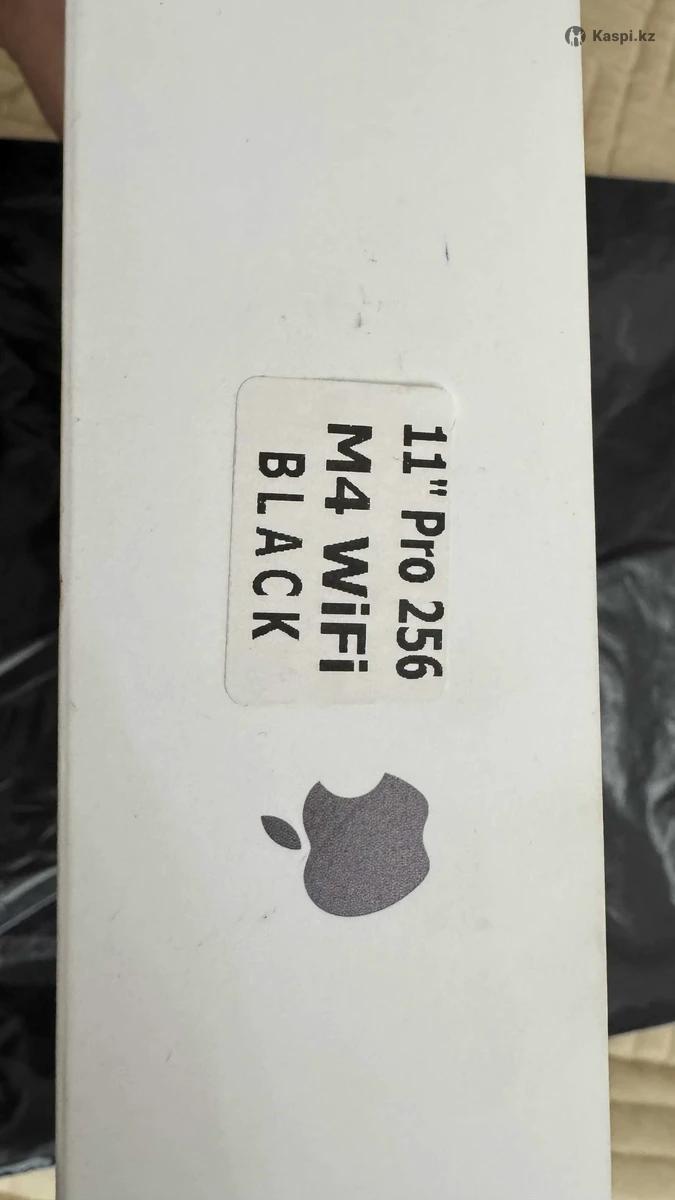 Kaspi.kz
11" Pro 256
M4 WiFi
BLACK